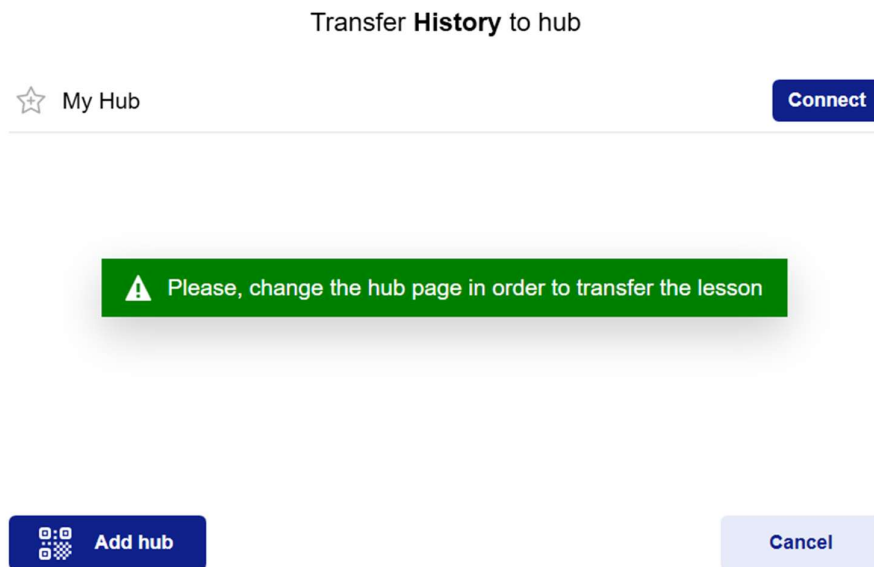 Transfer History to hub
My Hub
Connect
Please, change the hub page in order to transfer the lesson
Add hub
Cancel